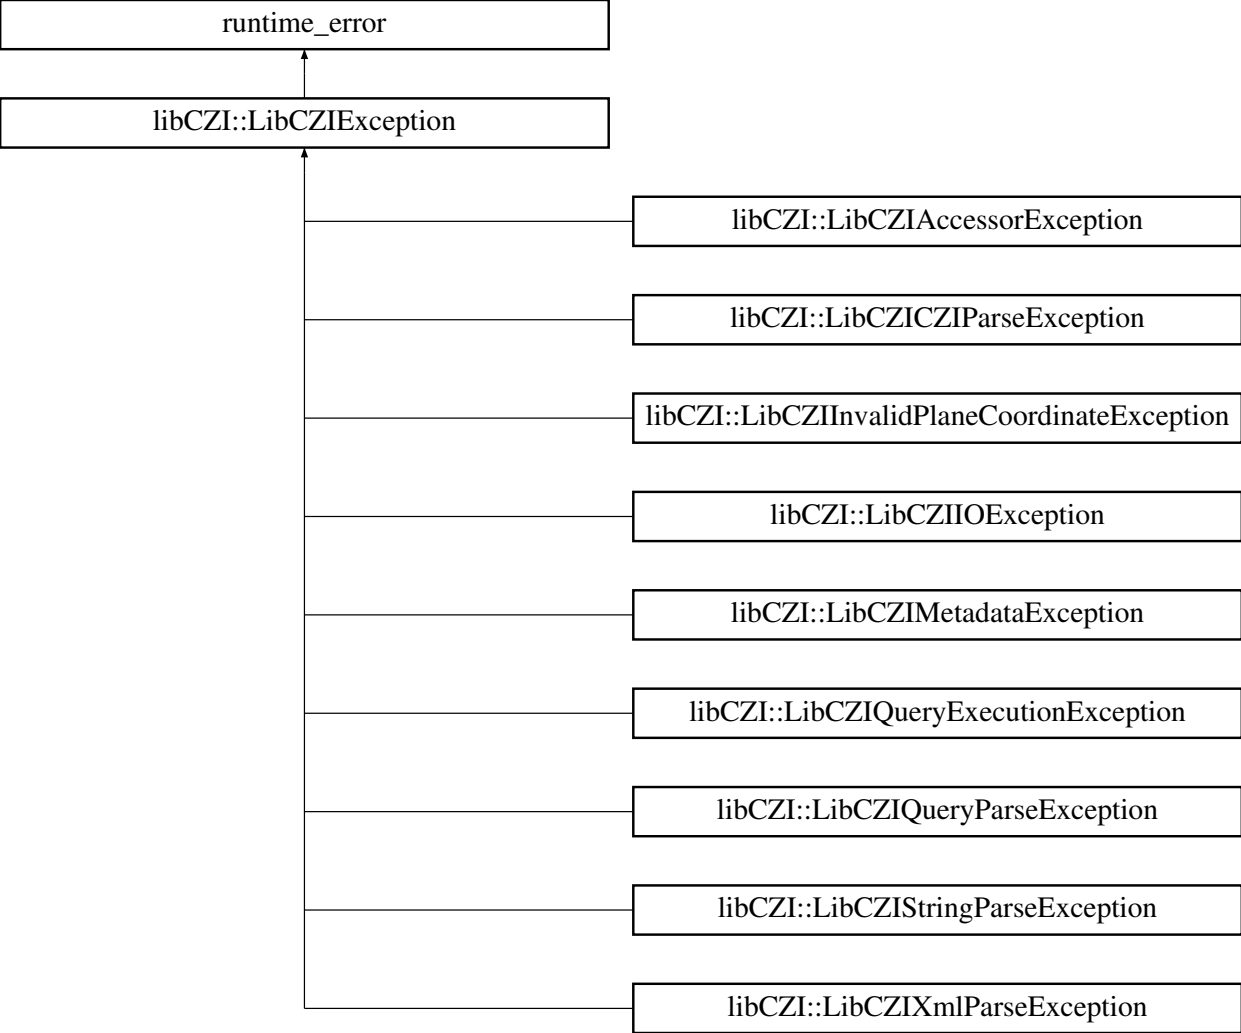 runtime_error
libCZI::LibCZIException
libCZI::LibCZIAccessorException
libCZI::LibCZICZIParseException
libCZI::LibCZIInvalidPlaneCoordinateException
libCZI::LibCZIIOException
libCZI::LibCZIMetadataException
libCZI::LibCZIQueryExecutionException
libCZI::LibCZIQueryParseException
libCZI::LibCZIStringParseException
libCZI::LibCZIXmlParseException